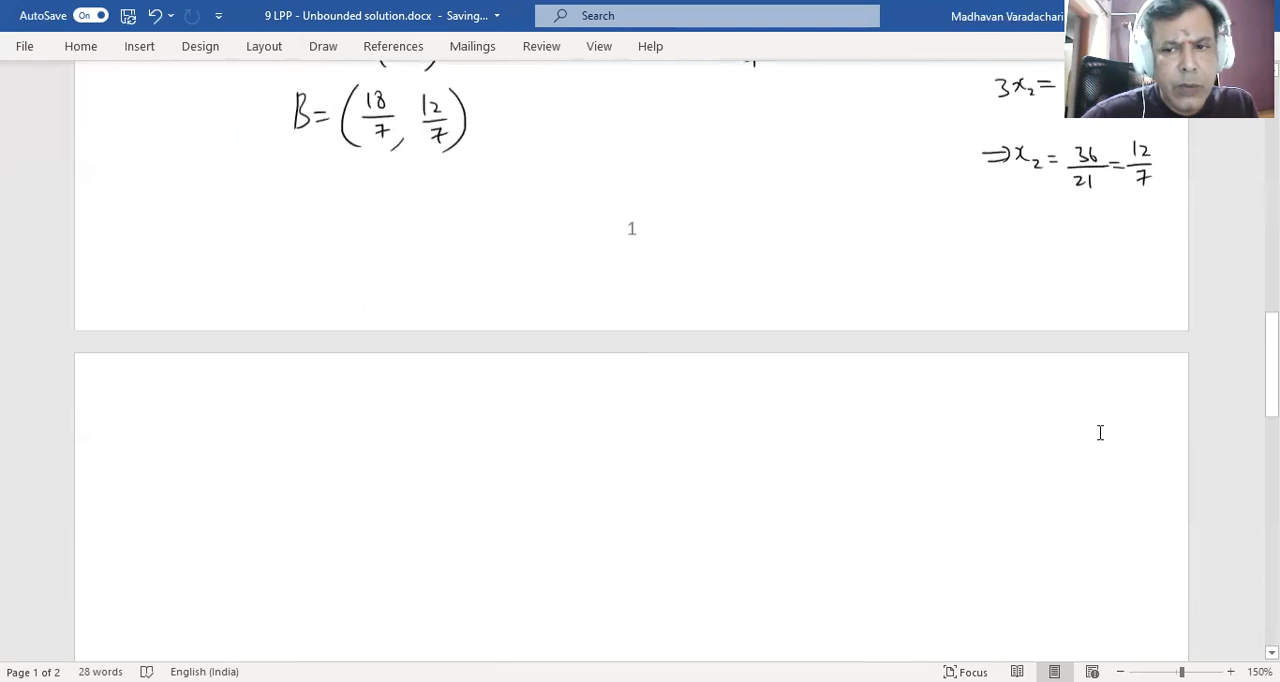 AutoSave On 9 LPP - Unbounded solution.docx - Saving... Search Madhavan Varadachari
File Home Insert Design Layout Draw References Mailings Review View Help
3x₂=
B = (18/7, 12/7)
⇒ x₂ = 36/21 = 12/7
1
Page 1 of 2 28 words English (India) Focus 150%